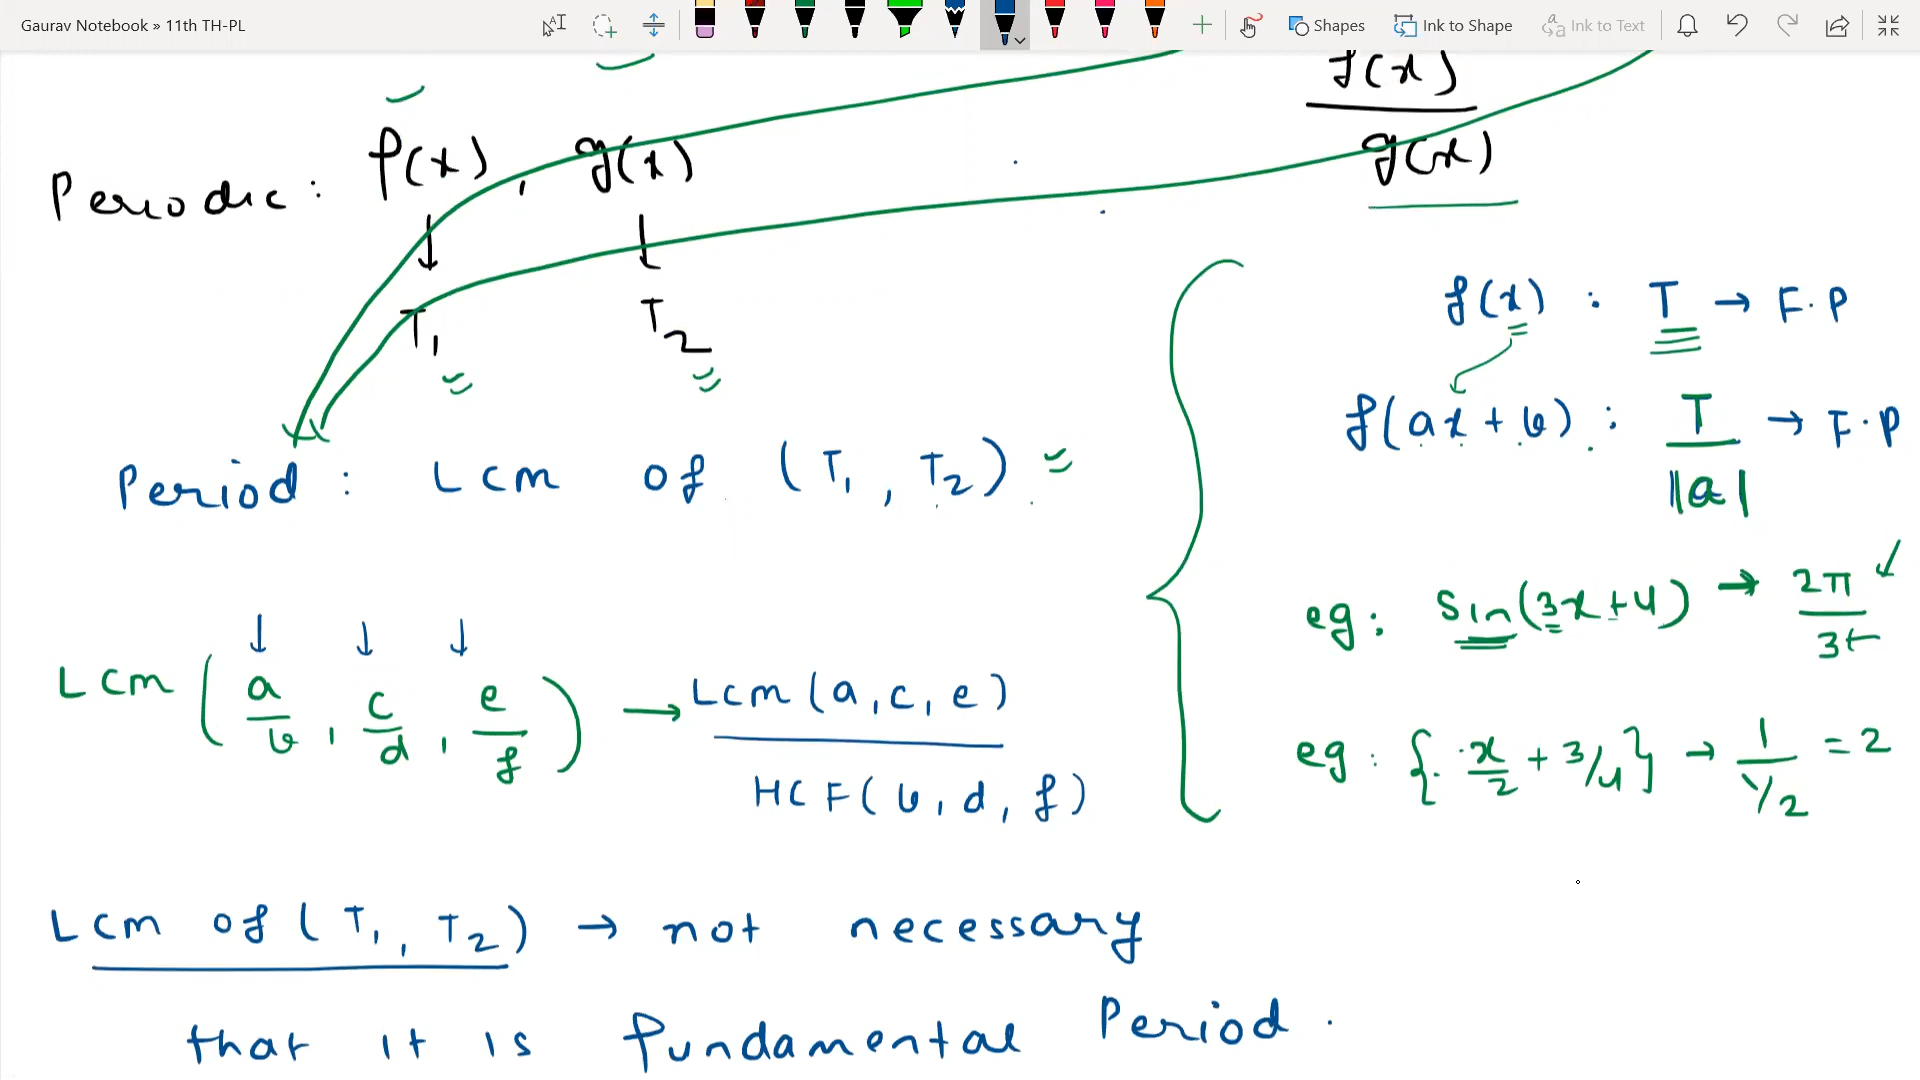 Gaurav Notebook » 11th TH-PL
Shapes
Ink to Shape
Ink to Text
f(x)
g(x)
Periodic : f(x) , g(x)
T₁ T₂
Period : Lcm of (T₁ , T₂)
f(x) : T → F.P
f(ax + b) : T/|a| → F.P
eg : Sin(3x+4) → 2π/3
eg : {x/2 + 3/4} → 1/1/2 = 2
Lcm (a/b , c/d , e/f) → Lcm (a, c, e)
HCF (b, d, f)
Lcm of (T₁, T₂) → not necessary
that it is fundamental Period .